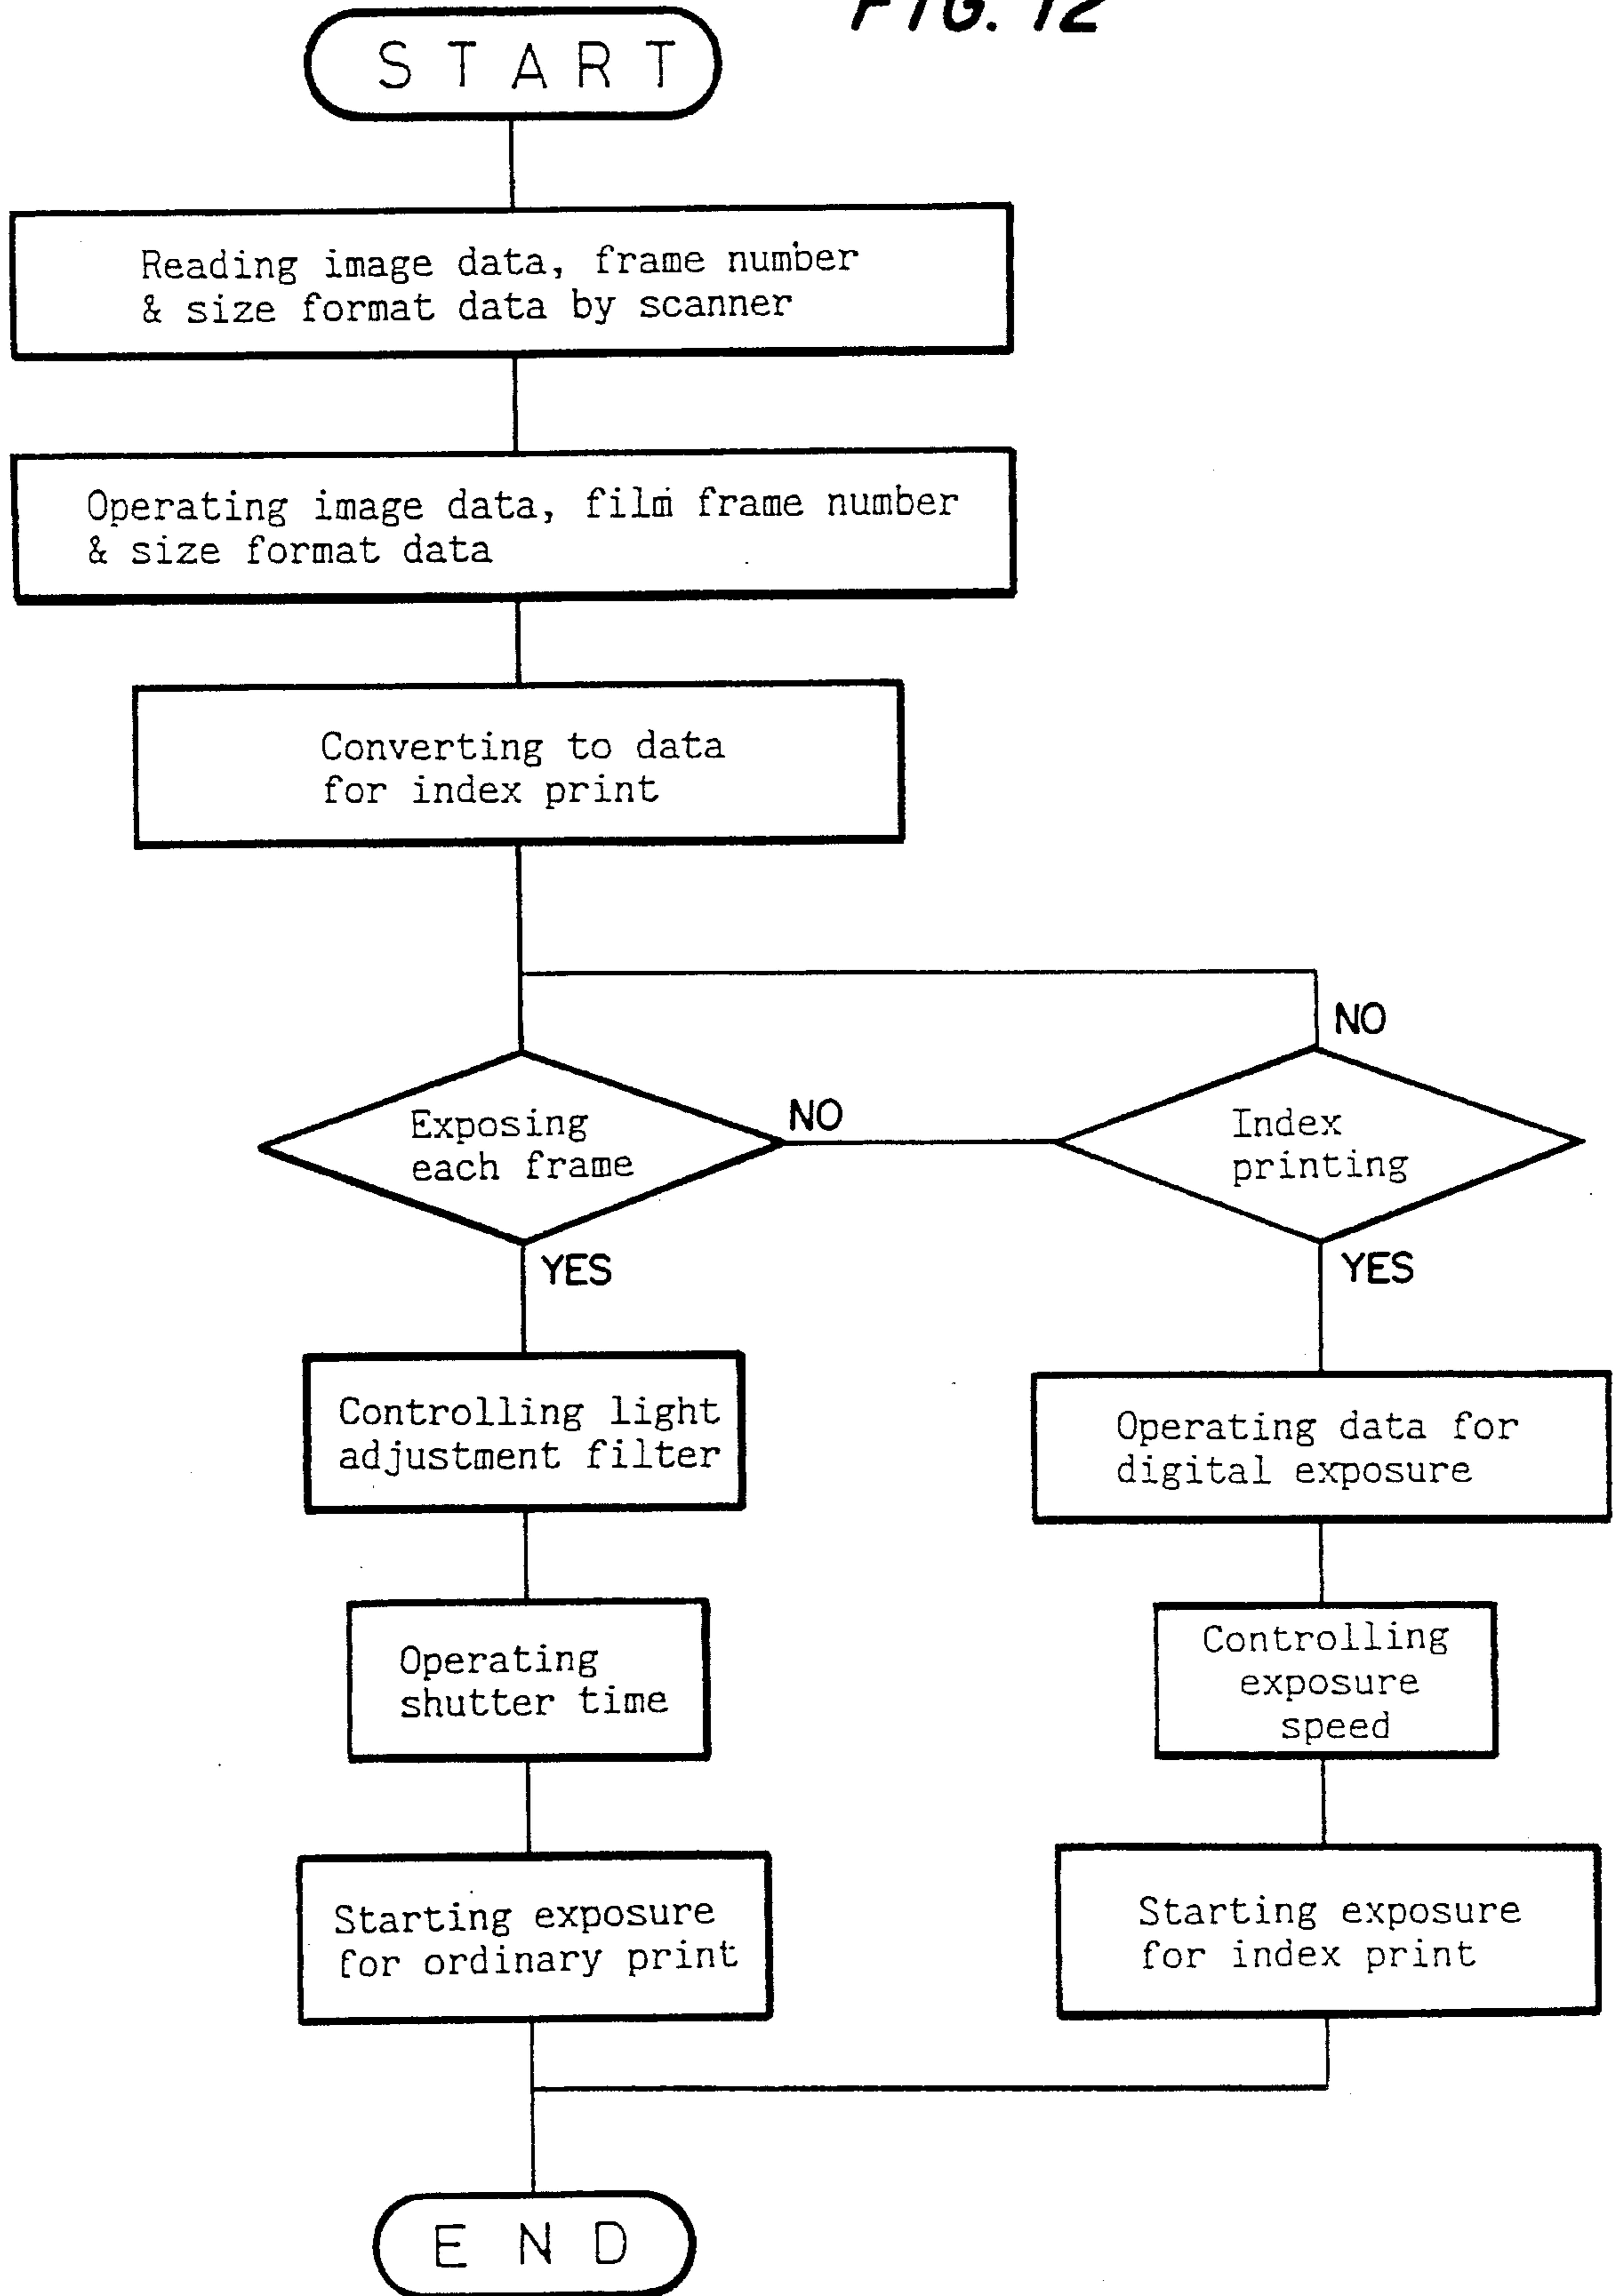 FIG. 12
START
Reading image data, frame number
& size format data by scanner
Operating image data, film frame number
& size format data
Converting to data
for index print
NO
Exposing
each frame
NO
Index
printing
YES
YES
Controlling light
adjustment filter
Operating data for
digital exposure
Operating
shutter time
Controlling
exposure
speed
Starting exposure
for ordinary print
Starting exposure
for index print
END